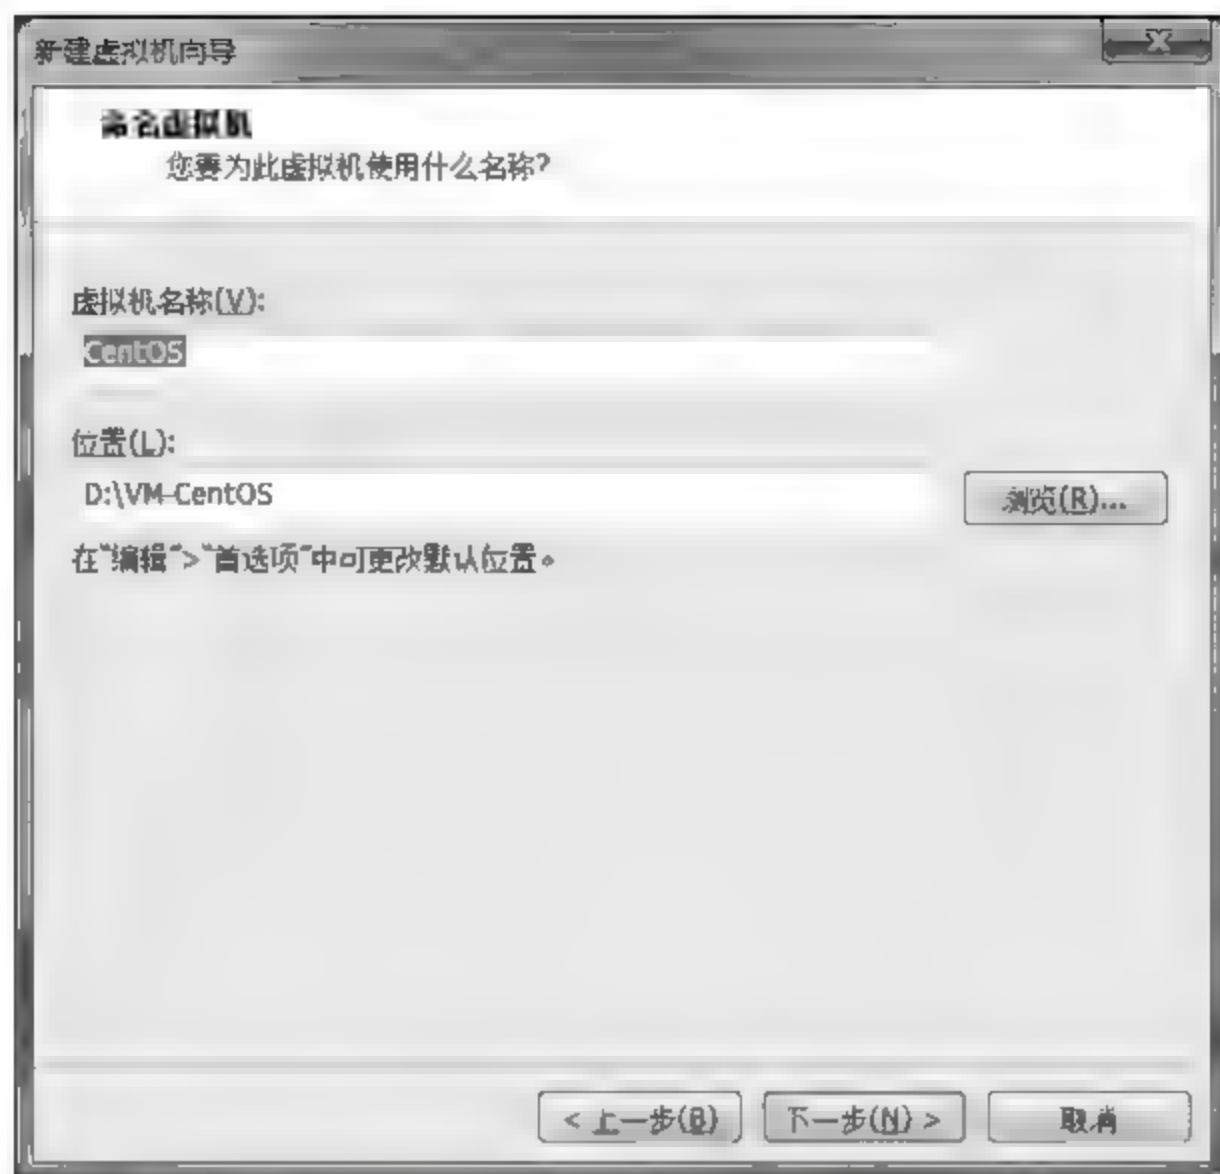 新建虚拟机向导
命名虚拟机
您要为此虚拟机使用什么名称?
虚拟机名称(V):
CentOS
位置(L):
D:\VM-CentOS
浏览(R)...
在"编辑">"首选项"中可更改默认位置。
< 上一步(B)
下一步(N) >
取消